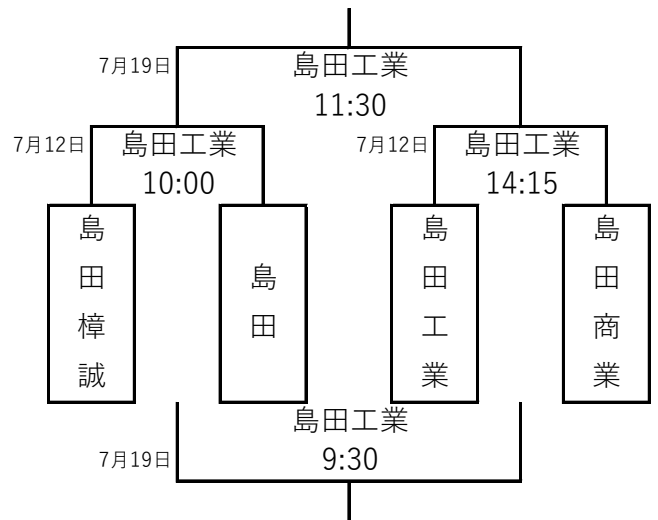 7月19日
島田工業
11:30
7月12日
島田工業
10:00
7月12日
島田工業
14:15
島田樟誠
島田
島田工業
島田商業
島田工業
7月19日
9:30